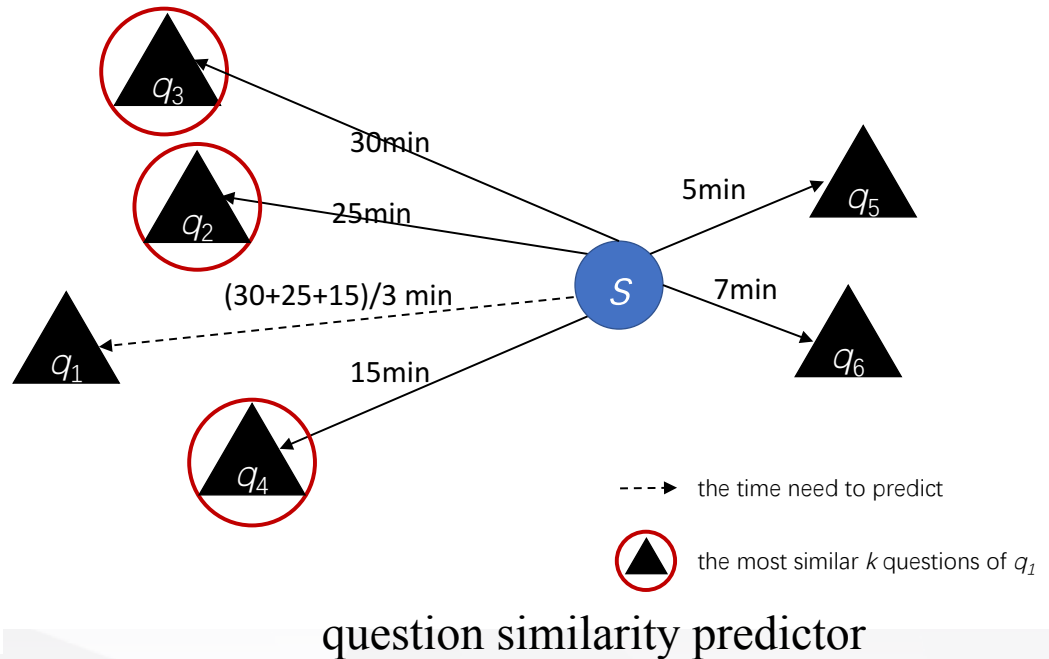 q3
30min
q2
25min
5min
q5
S
(30+25+15)/3 min
7min
q1
q6
15min
q4
the time need to predict
the most similar k questions of q1
question similarity predictor